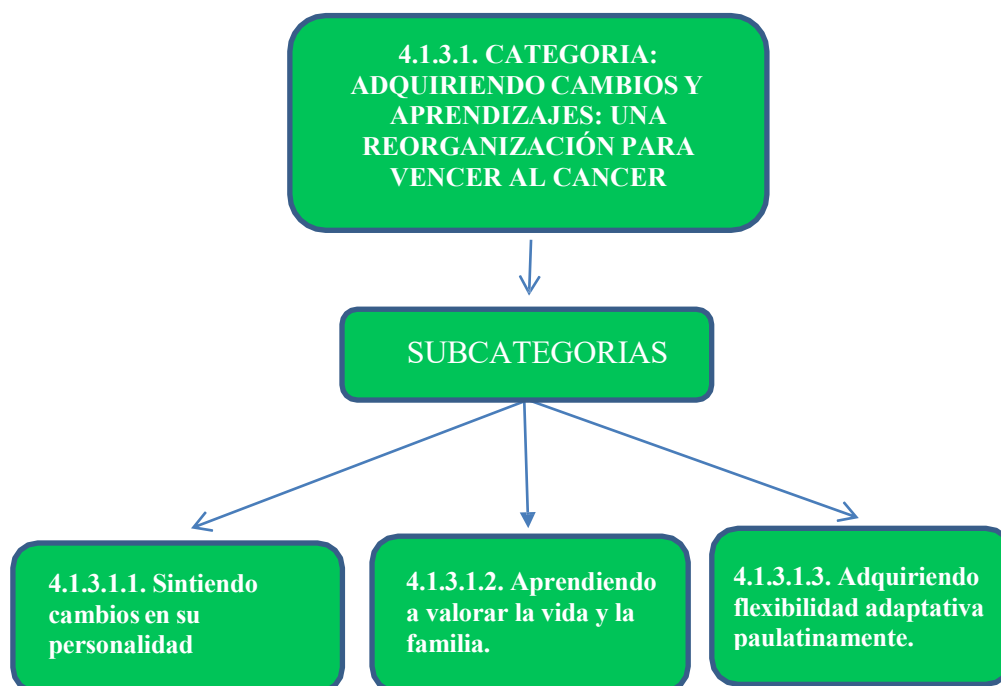 4.1.3.1. CATEGORIA:
ADQUIRIENDO CAMBIOS Y
APRENDIZAJES: UNA
REORGANIZACIÓN PARA
VENCER AL CANCER
SUBCATEGORIAS
4.1.3.1.1. Sintiendo
cambios en su
personalidad
4.1.3.1.2. Aprendiendo
a valorar la vida y la
familia.
4.1.3.1.3. Adquiriendo
flexibilidad adaptativa
paulatinamente.